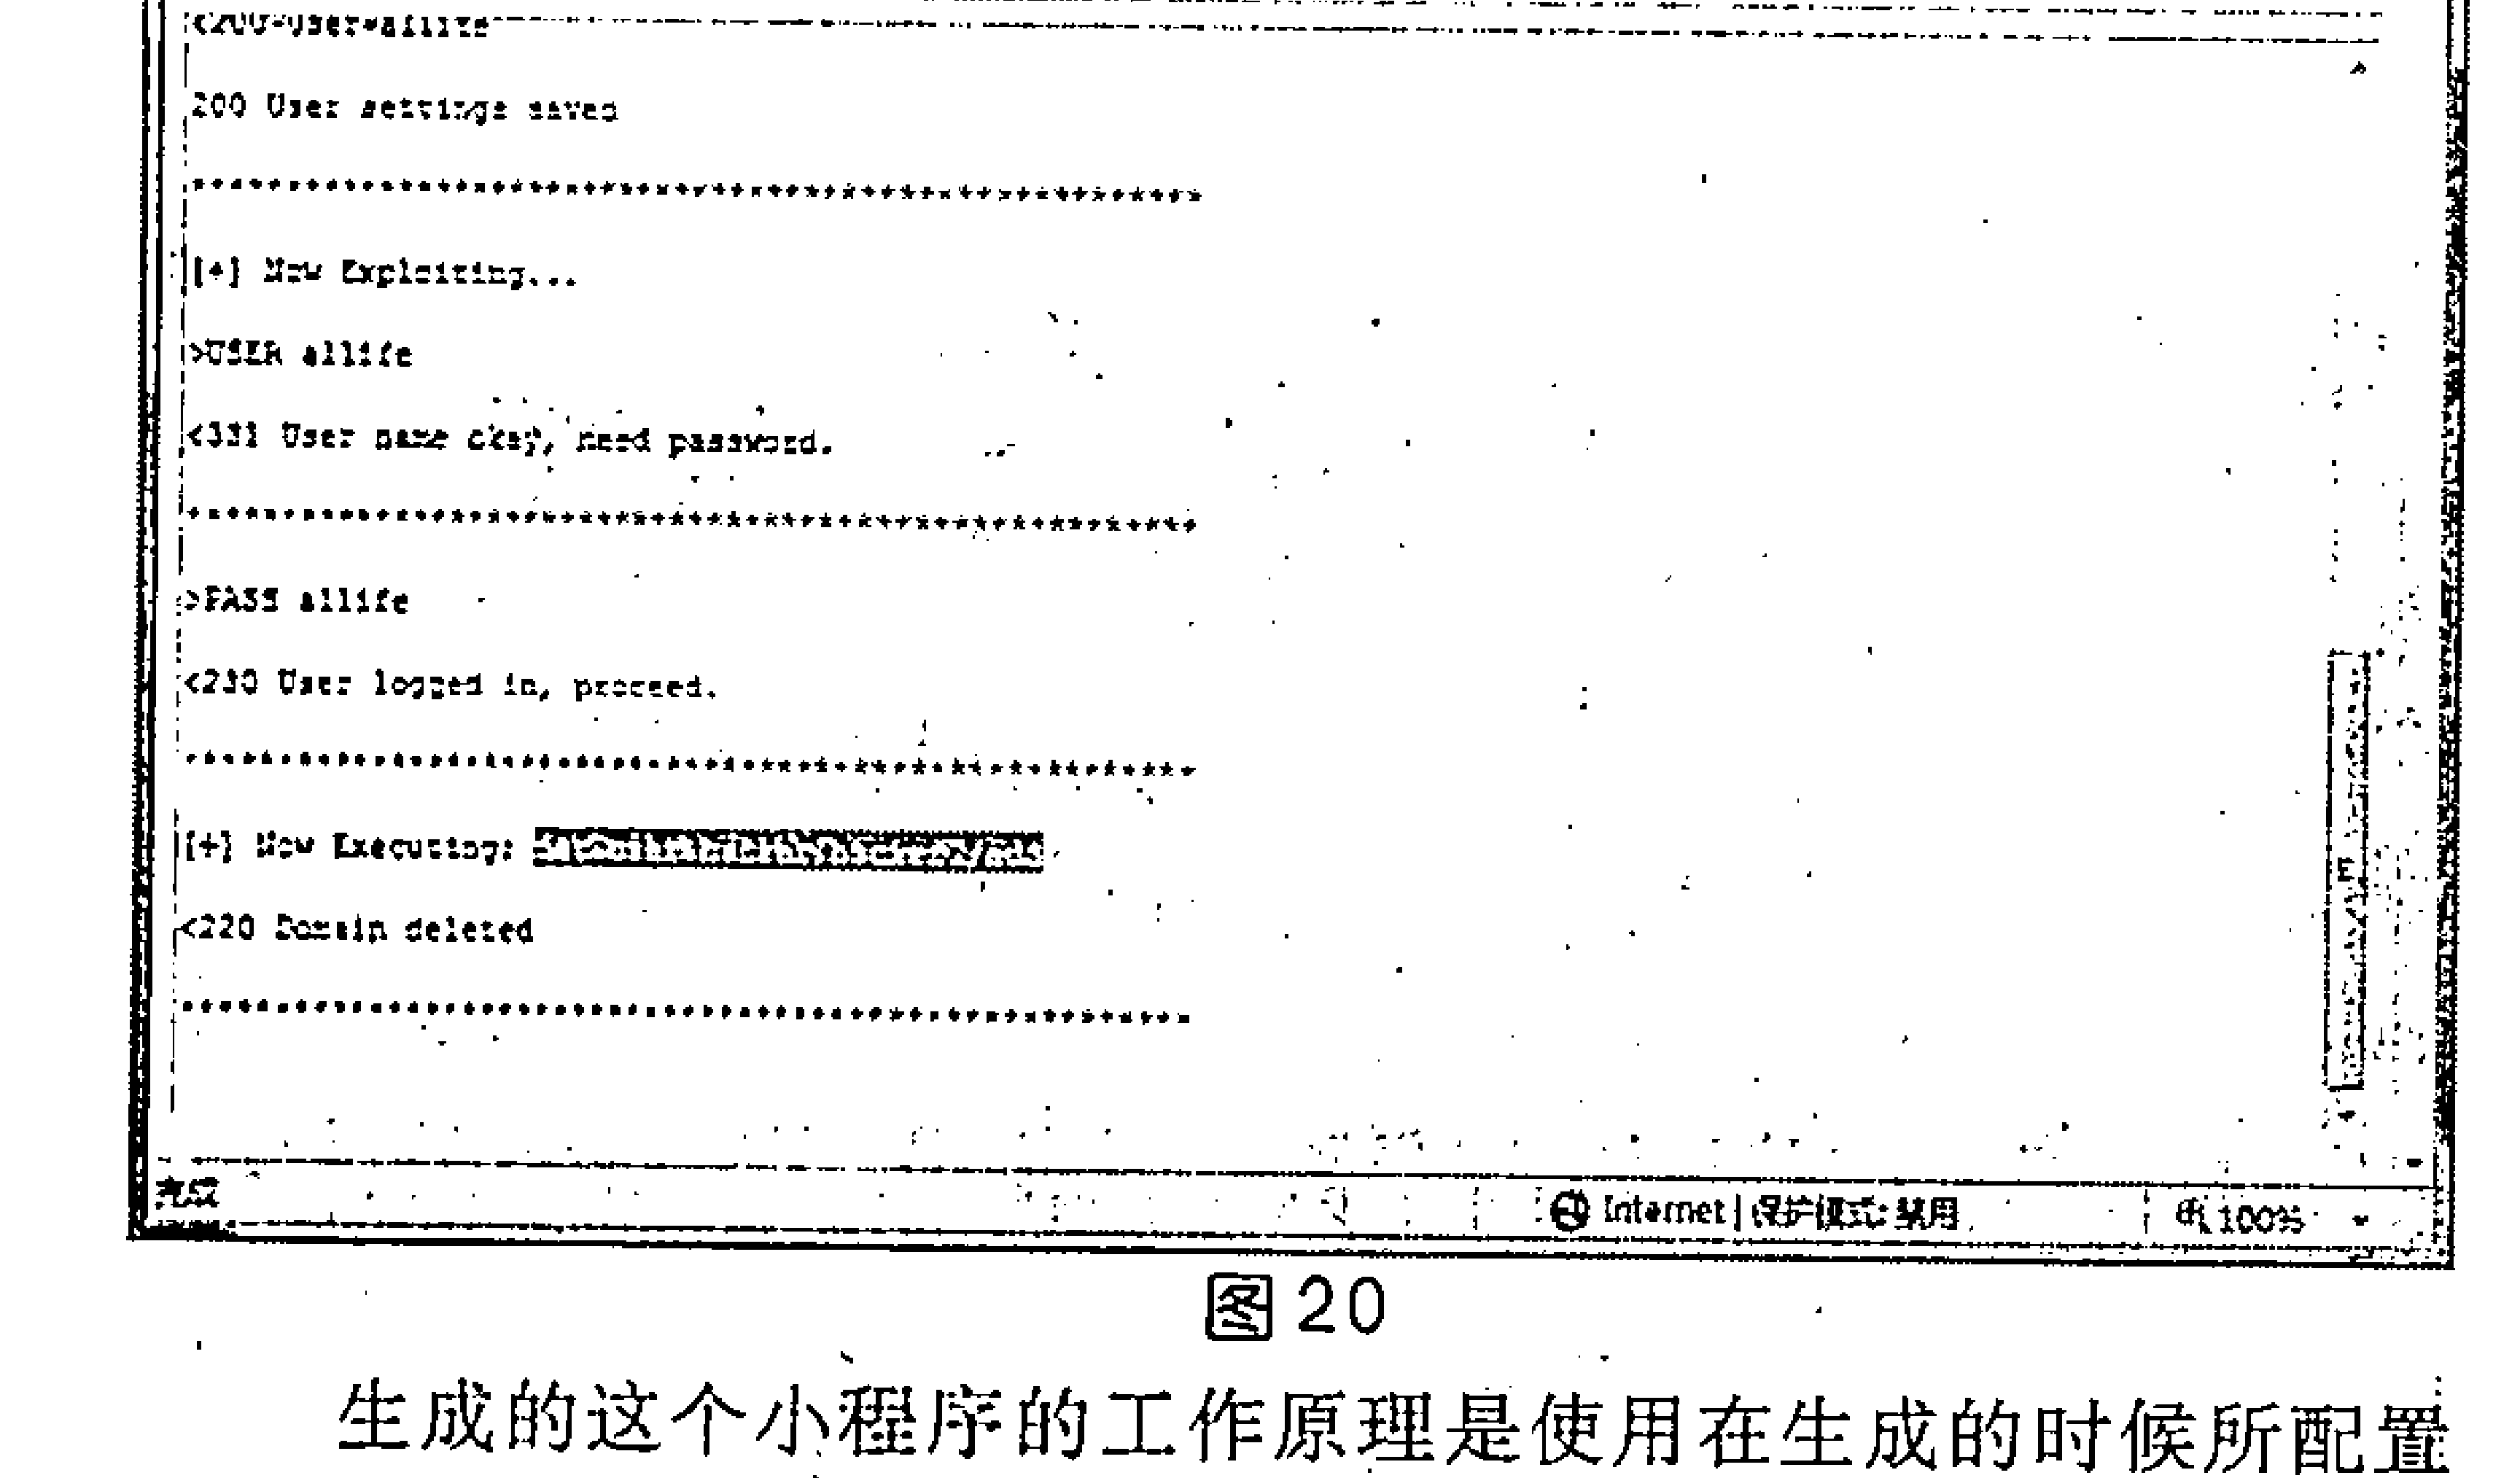 <200-User=allife
200 User settings saved
**********************************************
[+] Now Exploiting...
>USER allife
<331 User name okay, need password.
**********************************************
>PASS allife
<230 User logged in, proceed.
**********************************************
[+] Now Executing:
<220 Domain deleted
**********************************************
完成
Internet | 保护模式: 禁用
100%
图20
生成的这个小程序的工作原理是使用在生成的时候所配置